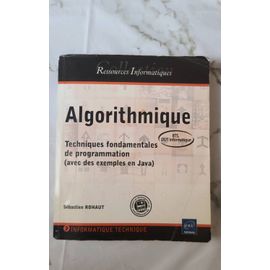 Ressources Informatiques
Algorithmique
BTS
DUT informatique
Techniques fondamentales
de programmation
(avec des exemples en Java)
Sébastien ROHAUT
INFORMATIQUE TECHNIQUE